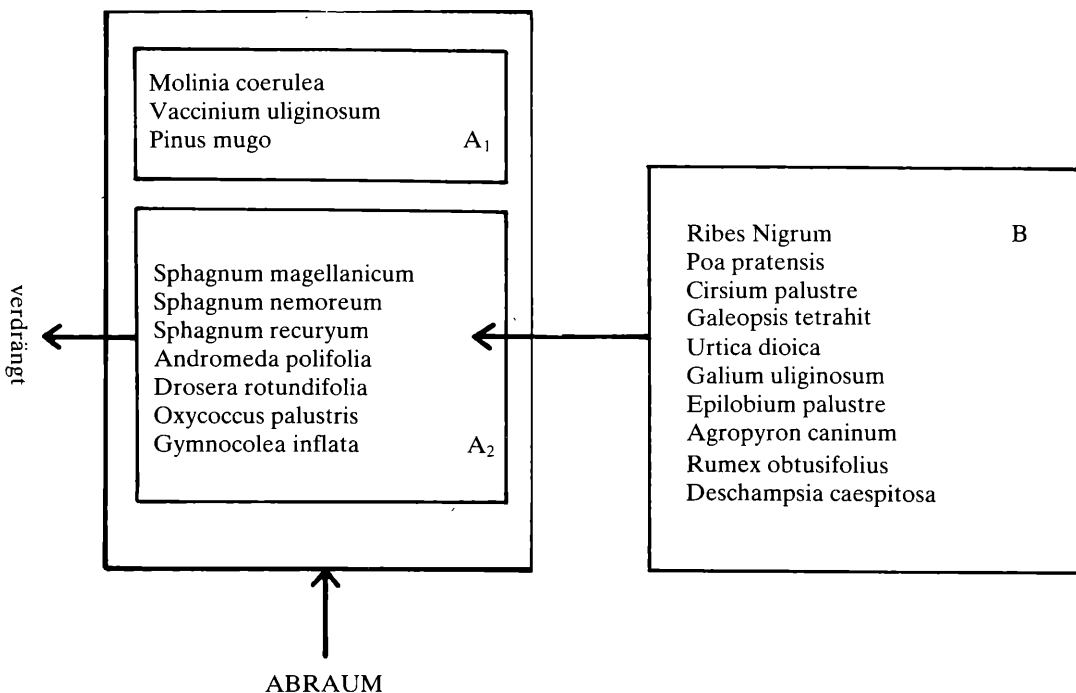 Molinia coerulea
Vaccinium uliginosum
Pinus mugo A₁
Sphagnum magellanicum
Sphagnum nemoreum
Sphagnum recuryum
Andromeda polifolia
Drosera rotundifolia
Oxycoccus palustris
Gymnocolea inflata A₂
verdrängt
Ribes Nigrum B
Poa pratensis
Cirsium palustre
Galeopsis tetrahit
Urtica dioica
Galium uliginosum
Epilobium palustre
Agropyron caninum
Rumex obtusifolius
Deschampsia caespitosa
ABRAUM